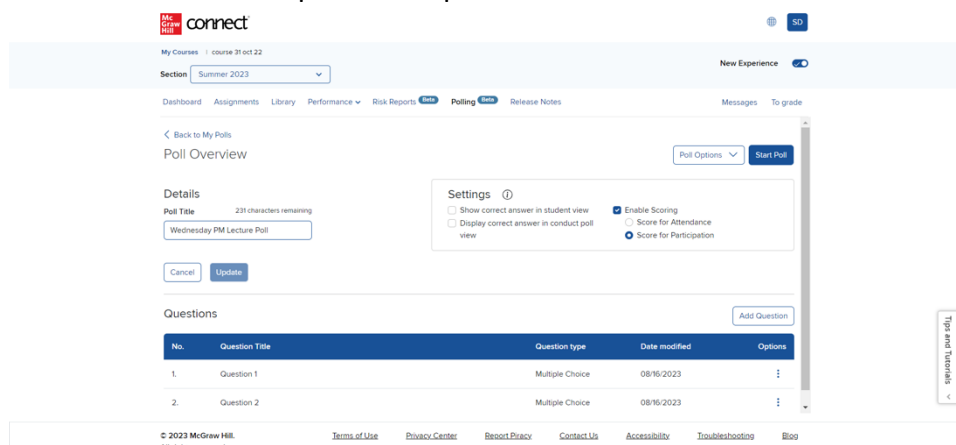 Mc Graw Hill connect SD
My Courses course 31 oct 22
New Experience
Section Summer 2023
Dashboard Assignments Library Performance Risk Reports Beta Polling Beta Release Notes Messages To grade
Back to My Polls
Poll Overview Poll Options Start Poll
Details
Poll Title 231 characters remaining
Wednesday PM Lecture Poll
Settings
Show correct answer in student view
Display correct answer in conduct poll
view
Enable Scoring
Score for Attendance
Score for Participation
Cancel Update
Questions Add Question
No. Question Title Question type Date modified Options
1. Question 1 Multiple Choice 08/16/2023
2. Question 2 Multiple Choice 08/16/2023
Tips and Tutorials
© 2023 McGraw Hill. Terms of Use Privacy Center Report Piracy Contact Us Accessibility Troubleshooting Blog